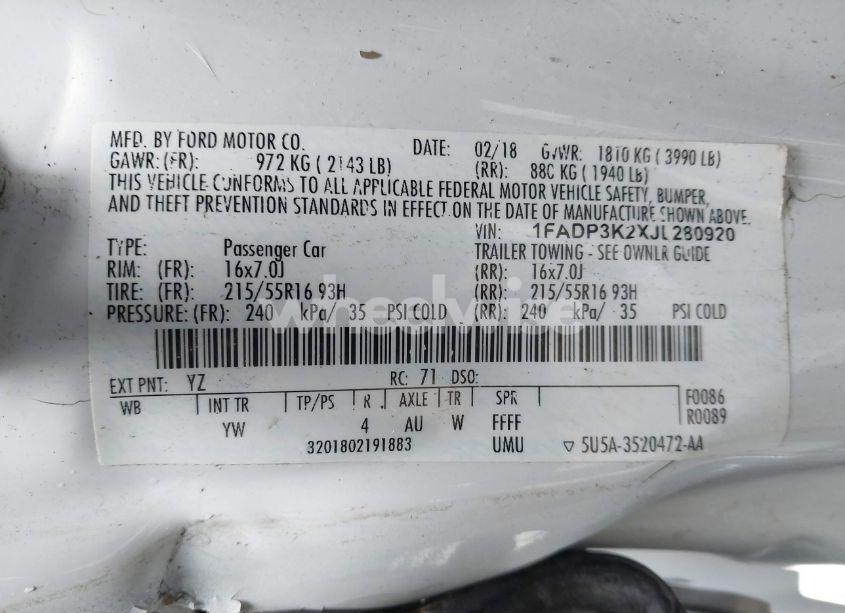 MFD. BY FORD MOTOR CO. DATE: 02/18 GVWR: 1810 KG ( 3990 LB)
GAWR: (FR): 972 KG ( 2143 LB) (RR): 880 KG ( 1940 LB)
THIS VEHICLE CONFORMS TO ALL APPLICABLE FEDERAL MOTOR VEHICLE SAFETY, BUMPER,
AND THEFT PREVENTION STANDARDS IN EFFECT ON THE DATE OF MANUFACTURE SHOWN ABOVE.
VIN: 1FADP3K2XJL280920
TYPE: Passenger Car TRAILER TOWING - SEE OWNER GUIDE
RIM: (FR): 16x7.0J (RR): 16x7.0J
TIRE: (FR): 215/55R16 93H (RR): 215/55R16 93H
PRESSURE: (FR): 240 kPa/ 35 PSI COLD (RR): 240 kPa/ 35 PSI COLD
EXT PNT: YZ RC: 71 DSO:
WB INT TR TP/PS R AXLE TR SPR F0086
YW 4 AU W FFFF R0089
3201802191883 UMU ▽ 5U5A-3520472-AA